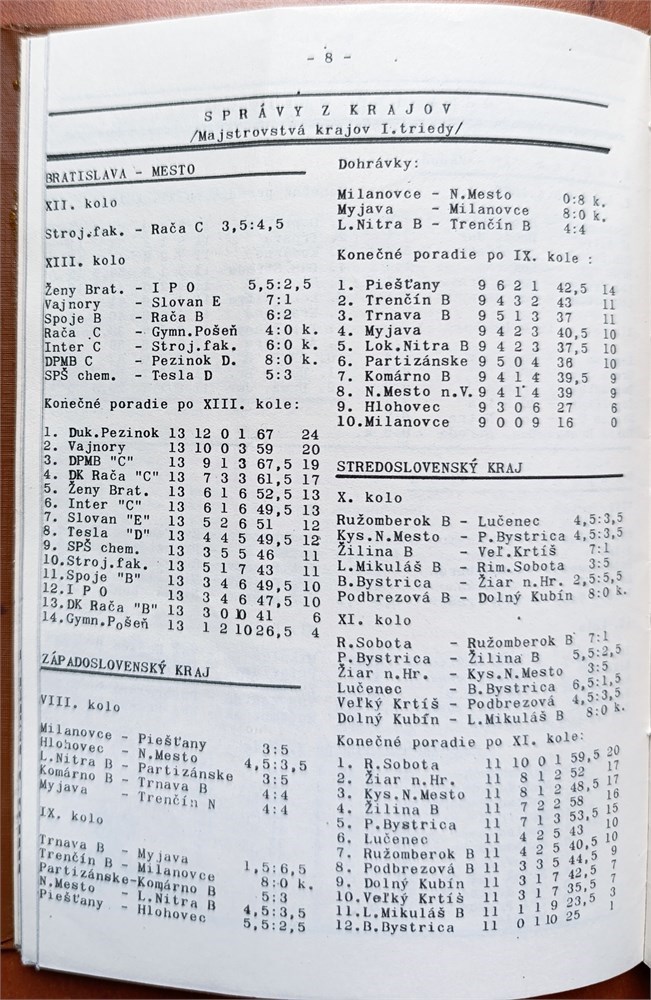 - 8 -
S P R Á V Y  Z  K R A J O V
/Majstrovstvá krajov I.triedy/
BRATISLAVA - MESTO
XII. kolo
Stroj.fak. - Rača C 3,5:4,5
XIII. kolo
Ženy Brat. - I P O 5,5:2,5
Vajnory - Slovan E 7:1
Spoje B - Rača B 6:2
Rača C - Gymn.Pošeň 4:0 k.
Inter C - Stroj.fak. 6:0 k.
DPMB C - Pezinok D. 8:0 k.
SPŠ chem. - Tesla D 5:3
Konečné poradie po XIII. kole:
1. Duk.Pezinok 13 12 0 1 67 24
2. Vajnory 13 10 0 3 59 20
3. DPMB "C" 13 9 1 3 67,5 19
4. DK Rača "C" 13 7 3 3 61,5 17
5. Ženy Brat. 13 6 1 6 52,5 13
6. Inter "C" 13 6 1 6 49,5 13
7. Slovan "E" 13 5 2 6 51 12
8. Tesla "D" 13 4 4 5 49,5 12
9. SPŠ chem. 13 3 5 5 46 11
10.Stroj.fak. 13 5 1 7 43 11
11.Spoje "B" 13 3 4 6 49,5 10
12.I P O 13 3 4 6 47,5 10
13.DK Rača "B" 13 3 0 10 41 6
14.Gymn.Pošeň 13 1 2 10 26,5 4
ZÁPADOSLOVENSKÝ KRAJ
VIII. kolo
Milanovce - Piešťany 3:5
Hlohovec - N.Mesto 4,5:3,5
L.Nitra B - Partizánske 3:5
Komárno B - Trnava B 4:4
Myjava - Trenčín N 4:4
IX. kolo
Trnava B - Myjava 1,5:6,5
Trenčín B - Milanovce 8:0 k.
Partizánske-Komárno B 5:3
N.Mesto - L.Nitra B 4,5:3,5
Piešťany - Hlohovec 5,5:2,5
Dohrávky:
Milanovce - N.Mesto 0:8 k.
Myjava - Milanovce 8:0 k.
L.Nitra B - Trenčín B 4:4
Konečné poradie po IX. kole :
1. Piešťany 9 6 2 1 42,5 14
2. Trenčín B 9 4 3 2 43 11
3. Trnava B 9 5 1 3 37 11
4. Myjava 9 4 2 3 40,5 10
5. Lok.Nitra B 9 4 2 3 37,5 10
6. Partizánske 9 5 0 4 36 10
7. Komárno B 9 4 1 4 39,5 9
8. N.Mesto n.V. 9 4 1 4 39 9
9. Hlohovec 9 3 0 6 27 6
10.Milanovce 9 0 0 9 16 0
STREDOSLOVENSKÝ KRAJ
X. kolo
Ružomberok B - Lučenec 4,5:3,5
Kys.N.Mesto - P.Bystrica 4,5:3,5
Žilina B - Veľ.Krtíš 7:1
L.Mikuláš B - Rim.Sobota 3:5
B.Bystrica - Žiar n.Hr. 2,5:5,5
Podbrezová B - Dolný Kubín 8:0 k.
XI. kolo
R.Sobota - Ružomberok B 7:1
P.Bystrica - Žilina B 5,5:2,5
Žiar n.Hr. - Kys.N.Mesto 3:5
Lučenec - B.Bystrica 6,5:1,5
Veľký Krtíš - Podbrezová 4,5:3,5
Dolný Kubín - L.Mikuláš B 8:0 k.
Konečné poradie po XI. kole:
1. R.Sobota 11 10 0 1 59,5 20
2. Žiar n.Hr. 11 8 1 2 52 17
3. Kys.N.Mesto 11 8 1 2 48,5 17
4. Žilina B 11 7 2 2 58 16
5. P.Bystrica 11 7 1 3 53,5 15
6. Lučenec 11 4 2 5 43 10
7. Ružomberok B 11 4 2 5 40,5 10
8. Podbrezová B 11 3 3 5 44,5 9
9. Dolný Kubín 11 3 1 7 42,5 7
10.Veľký Krtíš 11 3 1 7 35,5 7
11.L.Mikuláš B 11 1 1 9 23,5 3
12.B.Bystrica 11 0 1 10 25 1